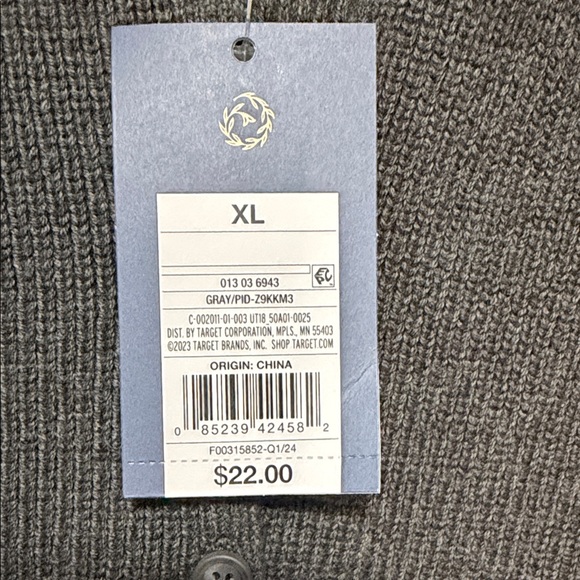 XL
013 03 6943
GRAY/PID-Z9KKM3
C-002011-01-003 UT18_50A01-0025
DIST. BY TARGET CORPORATION, MPLS., MN 55403
©2023 TARGET BRANDS, INC. SHOP TARGET.COM
ORIGIN: CHINA
0 85239 42458 2
F00315852-Q1/24
$22.00